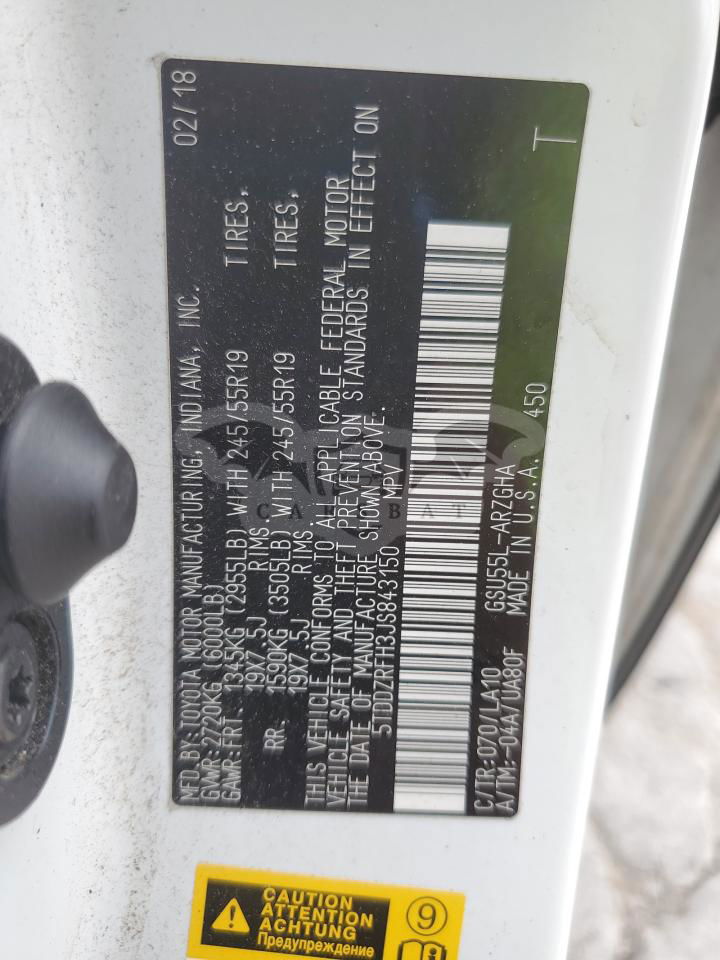 MFD.BY:TOYOTA MOTOR MANUFACTURING, INDIANA, INC. 02/18
GVWR:2720KG (6000LB)
GAWR:FRT. 1345KG (2955LB) WITH 245/55R19 TIRES,
19X7.5J RIMS.
RR. 1590KG (3505LB) WITH 245/55R19 TIRES,
19X7.5J RIMS.
THIS VEHICLE CONFORMS TO ALL APPLICABLE FEDERAL MOTOR
VEHICLE SAFETY AND THEFT PREVENTION STANDARDS IN EFFECT ON
THE DATE OF MANUFACTURE SHOWN ABOVE.
5TDDZRFH3JS843150 MPV
C/TR:070/LA10 GSU55L-ARZGHA 450 T
A/TM:-04A/UA80F MADE IN U.S.A.
CAR BAT
CAUTION
ATTENTION
ACHTUNG
Предупреждение
9